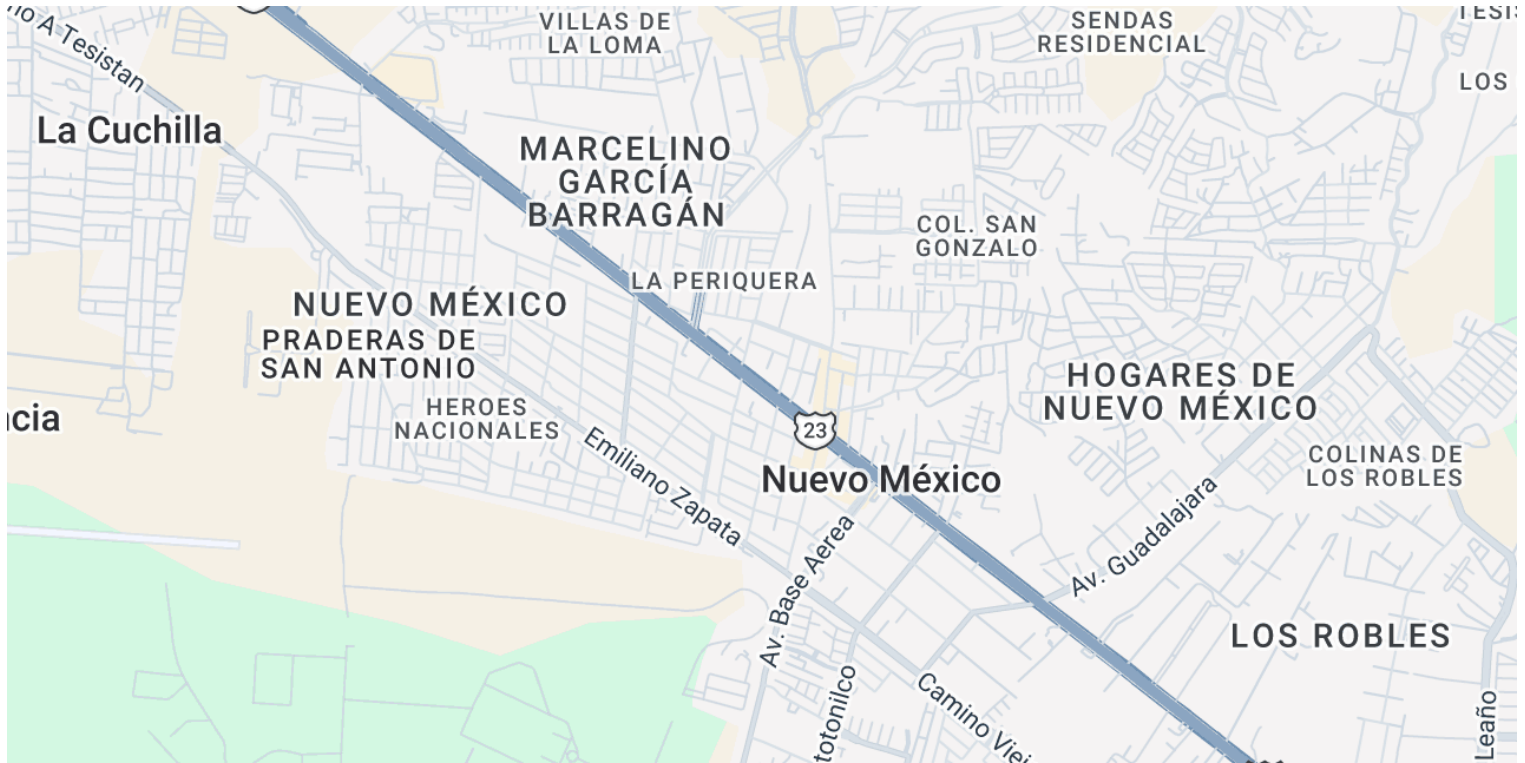 VILLAS DE
LA LOMA
SENDAS
RESIDENCIAL
LOS
A Tesistan
La Cuchilla
MARCELINO
GARCÍA
BARRAGÁN
COL. SAN
GONZALO
LA PERIQUERA
NUEVO MÉXICO
PRADERAS DE
SAN ANTONIO
HEROES
NACIONALES
HOGARES DE
NUEVO MÉXICO
23
Emiliano Zapata
Nuevo México
COLINAS DE
LOS ROBLES
Av. Guadalajara
Av. Base Aerea
LOS ROBLES
Camino
Leaño